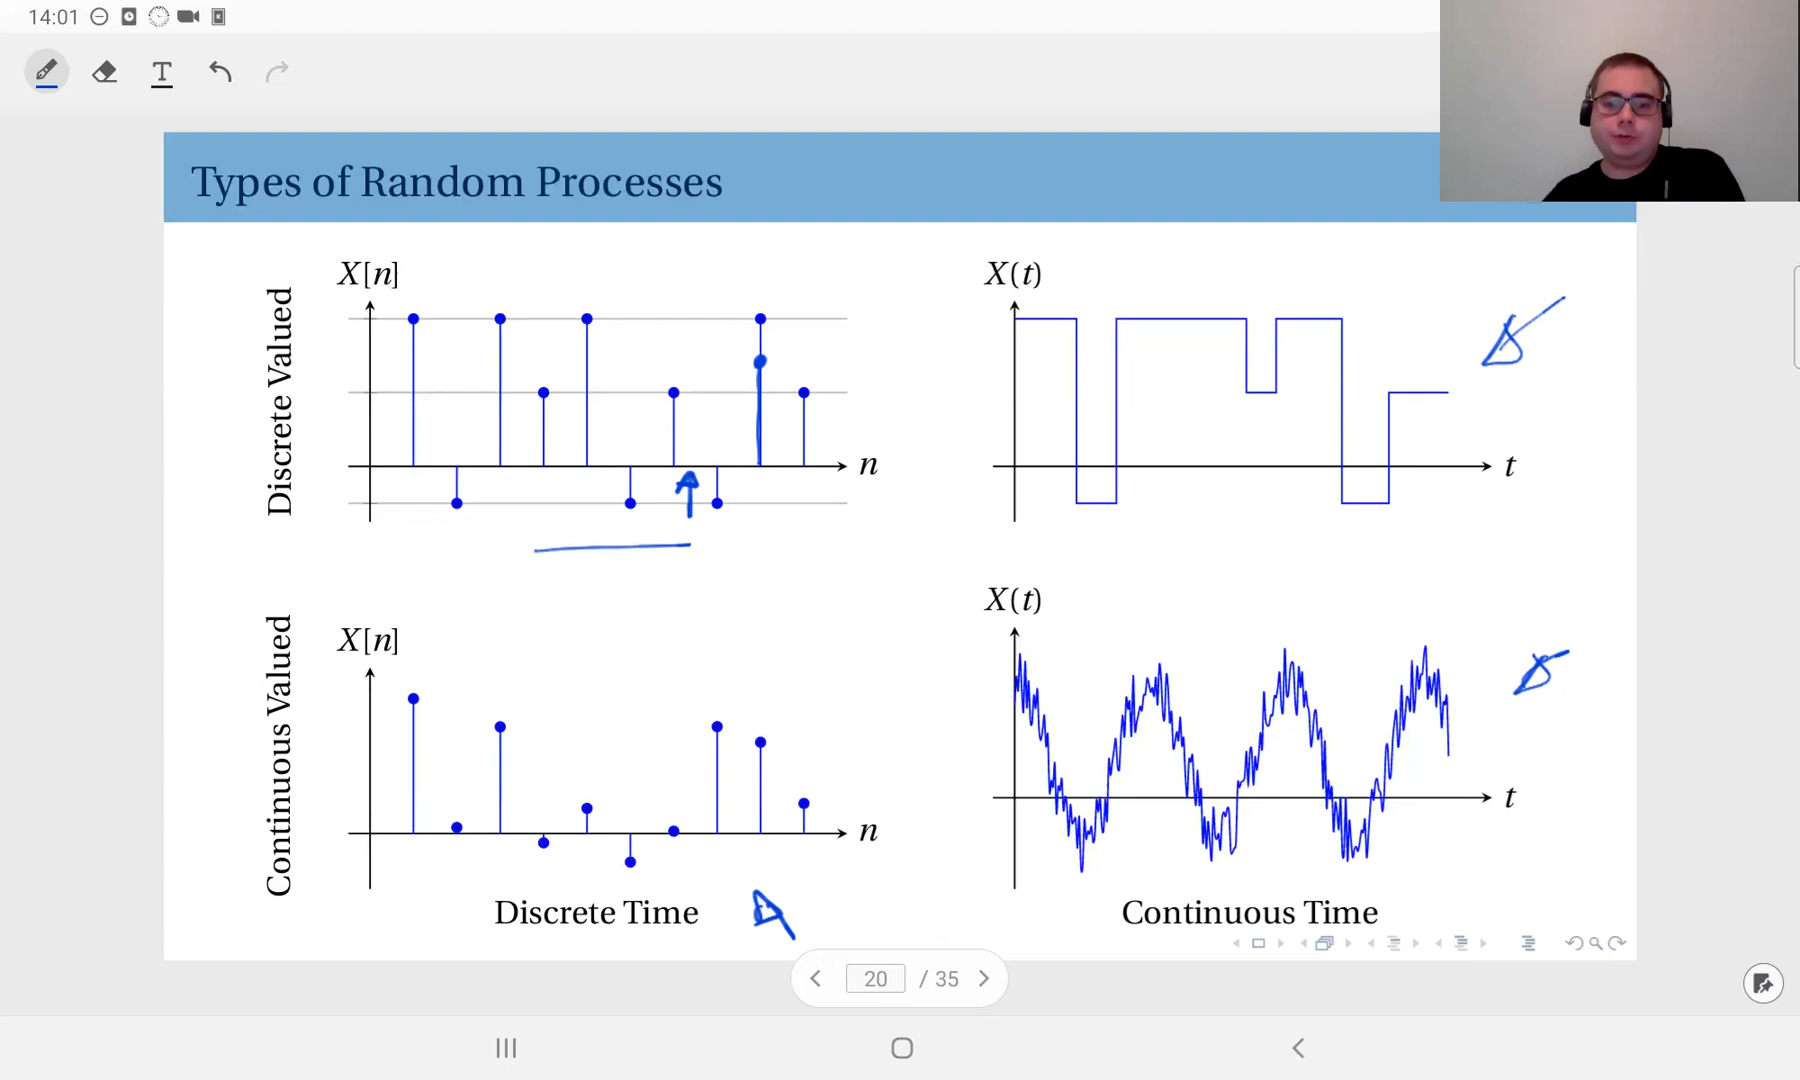 14:01
T
Types of Random Processes
Discrete Valued
X[n]
n
X(t)
t
Continuous Valued
X[n]
n
X(t)
t
Discrete Time
Continuous Time
20 / 35